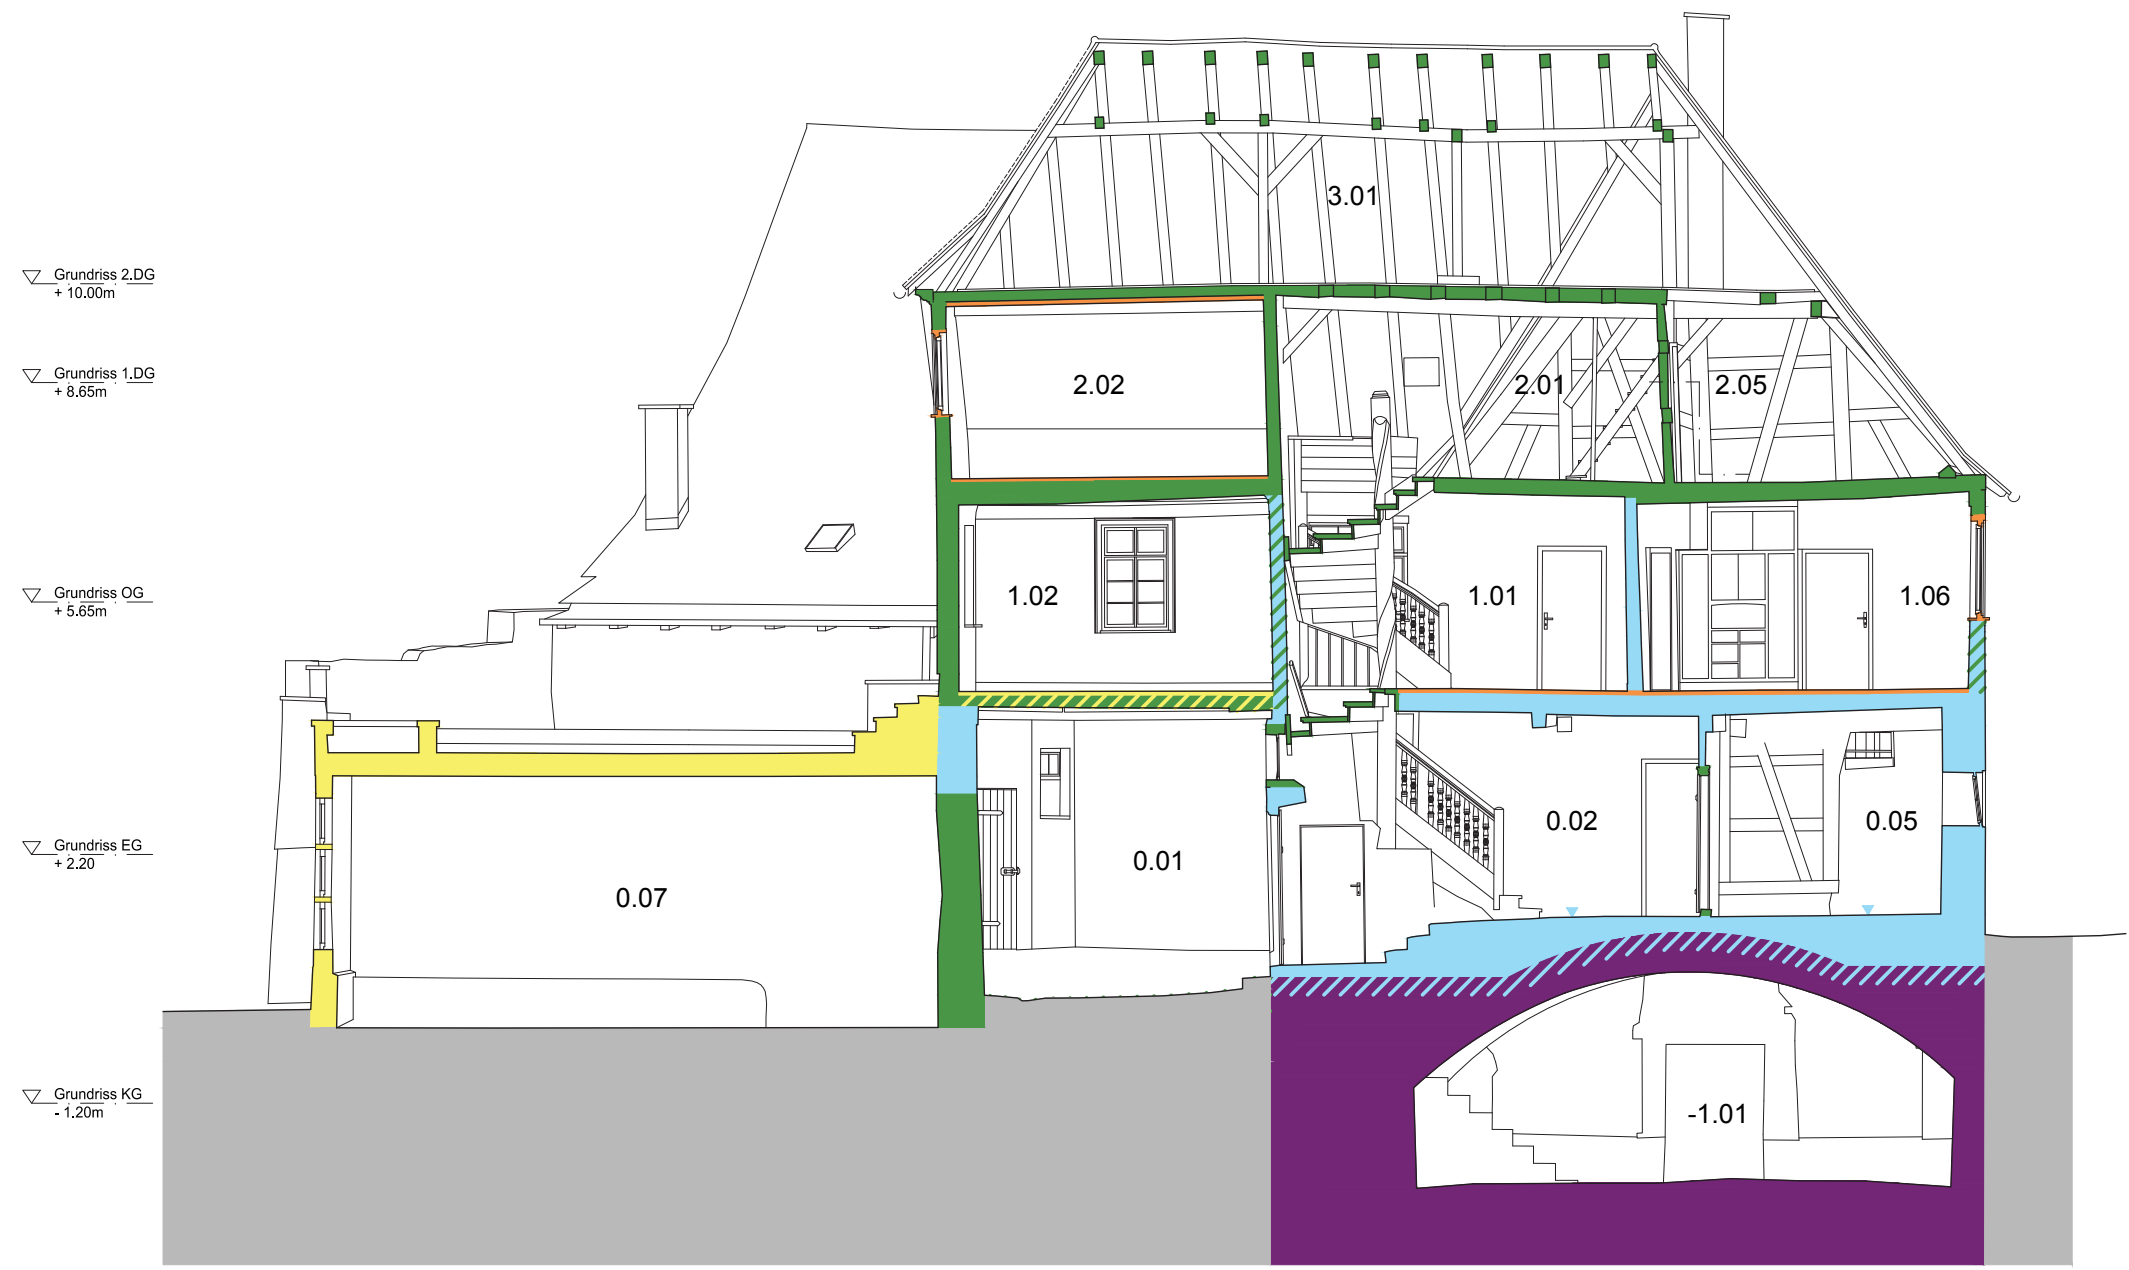 3.01
Grundriss 2.DG
+ 10.00m
Grundriss 1.DG
+ 8.65m
2.02
2.01
2.05
Grundriss OG
+ 5.65m
1.02
1.01
1.06
Grundriss EG
+ 2.20
0.07
0.01
0.02
0.05
Grundriss KG
- 1.20m
-1.01